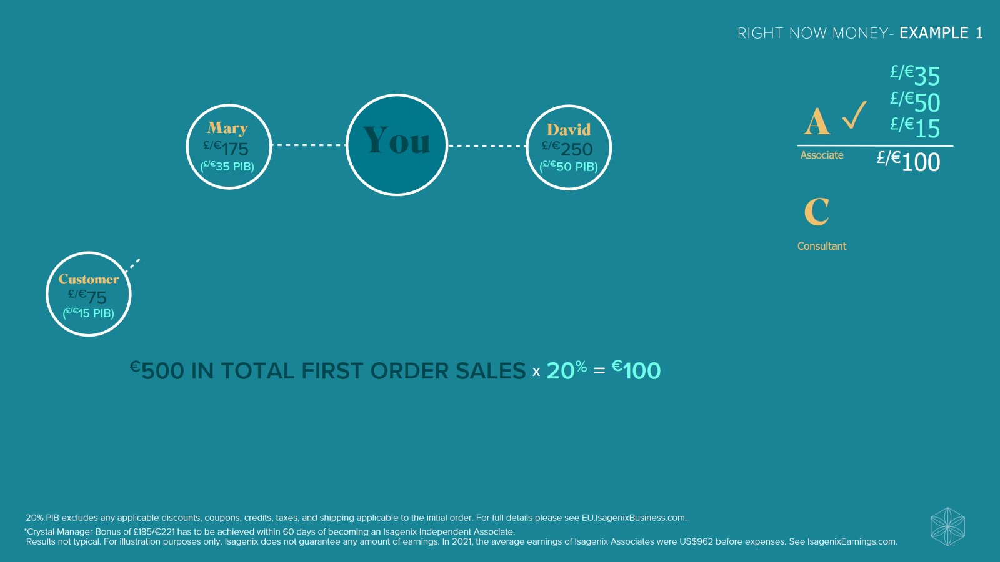 RIGHT NOW MONEY- EXAMPLE 1
£/€35
£/€50
£/€15
A ✓
Associate
£/€100
C
Consultant
Mary
£/€175
(£/€35 PIB)
You
David
£/€250
(£/€50 PIB)
Customer
£/€75
(£/€15 PIB)
€500 IN TOTAL FIRST ORDER SALES x 20% = €100
20% PIB excludes any applicable discounts, coupons, credits, taxes, and shipping applicable to the initial order. For full details please see EU.IsagenixBusiness.com.
*Crystal Manager Bonus of £185/€221 has to be achieved within 60 days of becoming an Isagenix Independent Associate.
Results not typical. For illustration purposes only. Isagenix does not guarantee any amount of earnings. In 2021, the average earnings of Isagenix Associates were US$962 before expenses. See IsagenixEarnings.com.